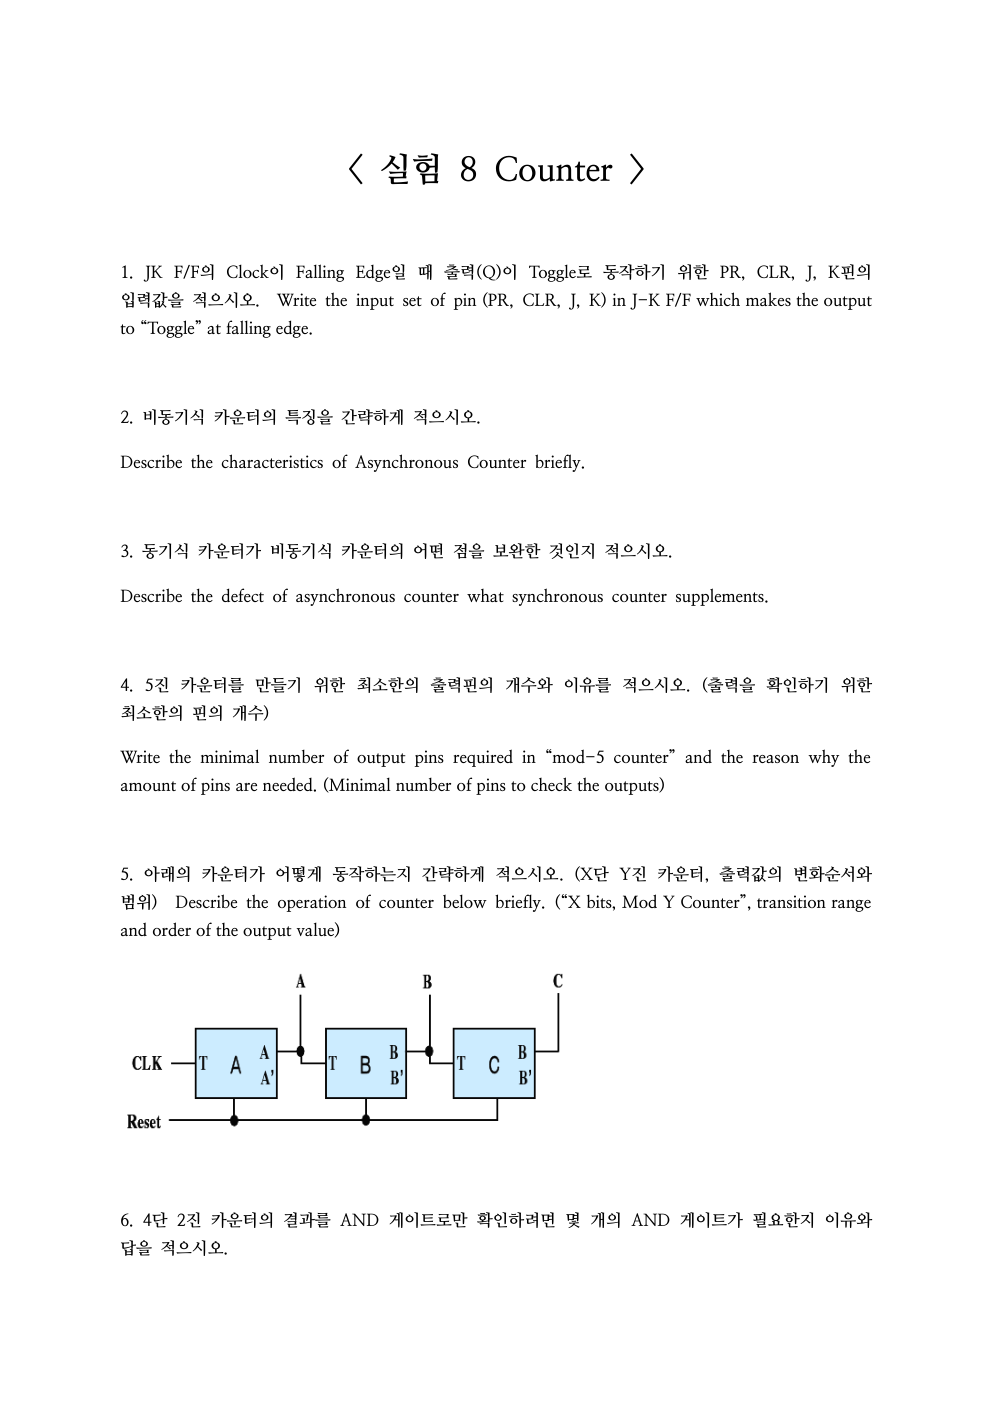 < 실험 8 Counter >
1. JK F/F의 Clock이 Falling Edge일 때 출력(Q)이 Toggle로 동작하기 위한 PR, CLR, J, K핀의
입력값을 적으시오. Write the input set of pin (PR, CLR, J, K) in J-K F/F which makes the output
to “Toggle” at falling edge.
2. 비동기식 카운터의 특징을 간략하게 적으시오.
Describe the characteristics of Asynchronous Counter briefly.
3. 동기식 카운터가 비동기식 카운터의 어떤 점을 보완한 것인지 적으시오.
Describe the defect of asynchronous counter what synchronous counter supplements.
4. 5진 카운터를 만들기 위한 최소한의 출력핀의 개수와 이유를 적으시오. (출력을 확인하기 위한
최소한의 핀의 개수)
Write the minimal number of output pins required in “mod-5 counter” and the reason why the
amount of pins are needed. (Minimal number of pins to check the outputs)
5. 아래의 카운터가 어떻게 동작하는지 간략하게 적으시오. (X단 Y진 카운터, 출력값의 변화순서와
범위) Describe the operation of counter below briefly. (“X bits, Mod Y Counter”, transition range
and order of the output value)
A B C
CLK T A A A' T B B B' T C B B'
Reset
6. 4단 2진 카운터의 결과를 AND 게이트로만 확인하려면 몇 개의 AND 게이트가 필요한지 이유와
답을 적으시오.